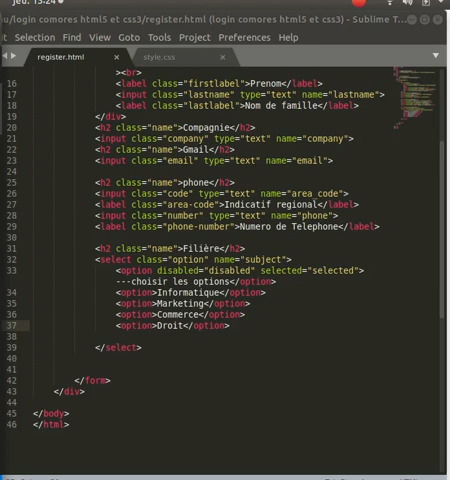 jeu. 13:24
nu/login comores html5 et css3/register.html (login comores html5 et css3) - Sublime T...
Selection Find View Goto Tools Project Preferences Help
register.html × style.css ×
><br>
16 <label class="firstlabel">Prenom</label>
17 <input class="lastname" type="text" name="lastname">
18 <label class="lastlabel">Nom de famille</label>
19 </div>
20 <h2 class="name">Compagnie</h2>
21 <input class="company" type="text" name="company">
22 <h2 class="name">Gmail</h2>
23 <input class="email" type="text" name="email">
24
25 <h2 class="name">phone</h2>
26 <input class="code" type="text" name="area_code">
27 <label class="area-code">Indicatif regional</label>
28 <input class="number" type="text" name="phone">
29 <label class="phone-number">Numero de Telephone</label>
30
31 <h2 class="name">Filière</h2>
32 <select class="option" name="subject">
33 <option disabled="disabled" selected="selected">
---choisir les options</option>
34 <option>Informatique</option>
35 <option>Marketing</option>
36 <option>Commerce</option>
37 <option>Droit</option>
38
39 </select>
40
41
42 </form>
43 </div>
44
45 </body>
46 </html>